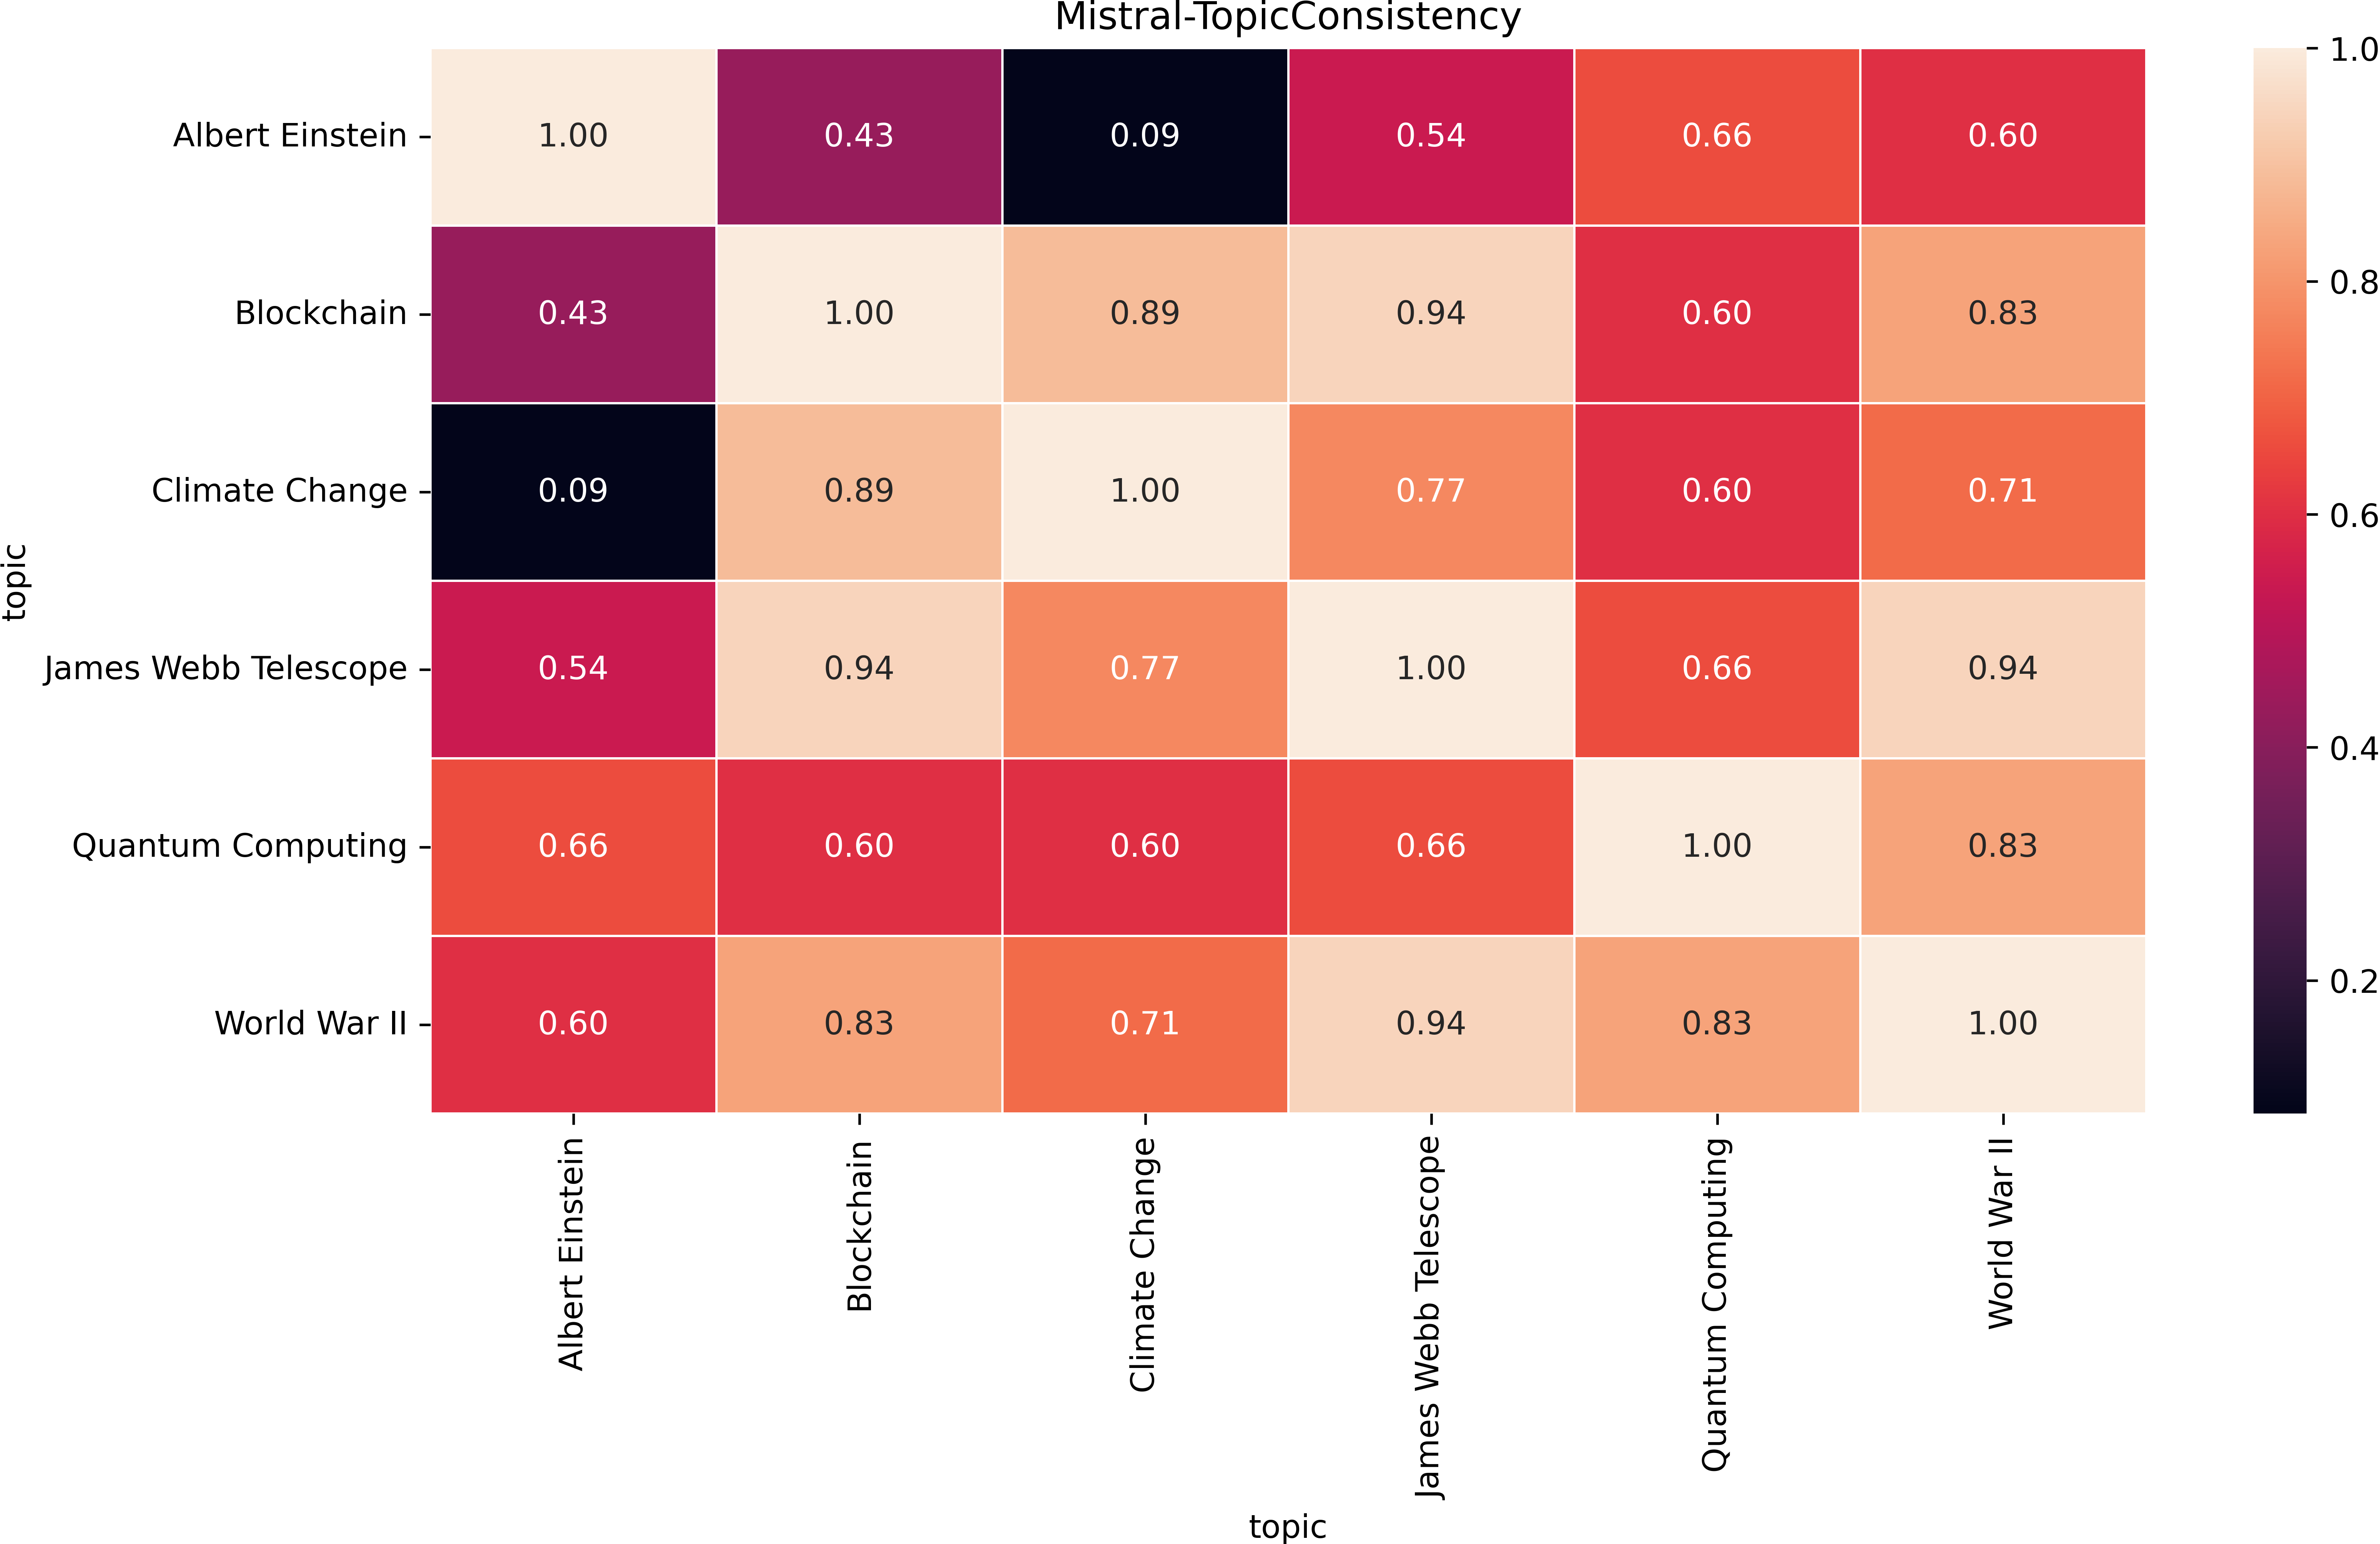 Mistral-TopicConsistency
Albert Einstein 1.00 0.43 0.09 0.54 0.66 0.60
Blockchain 0.43 1.00 0.89 0.94 0.60 0.83
Climate Change 0.09 0.89 1.00 0.77 0.60 0.71
James Webb Telescope 0.54 0.94 0.77 1.00 0.66 0.94
Quantum Computing 0.66 0.60 0.60 0.66 1.00 0.83
World War II 0.60 0.83 0.71 0.94 0.83 1.00
topic
Albert Einstein
Blockchain
Climate Change
James Webb Telescope
Quantum Computing
World War II
topic
1.0
0.8
0.6
0.4
0.2